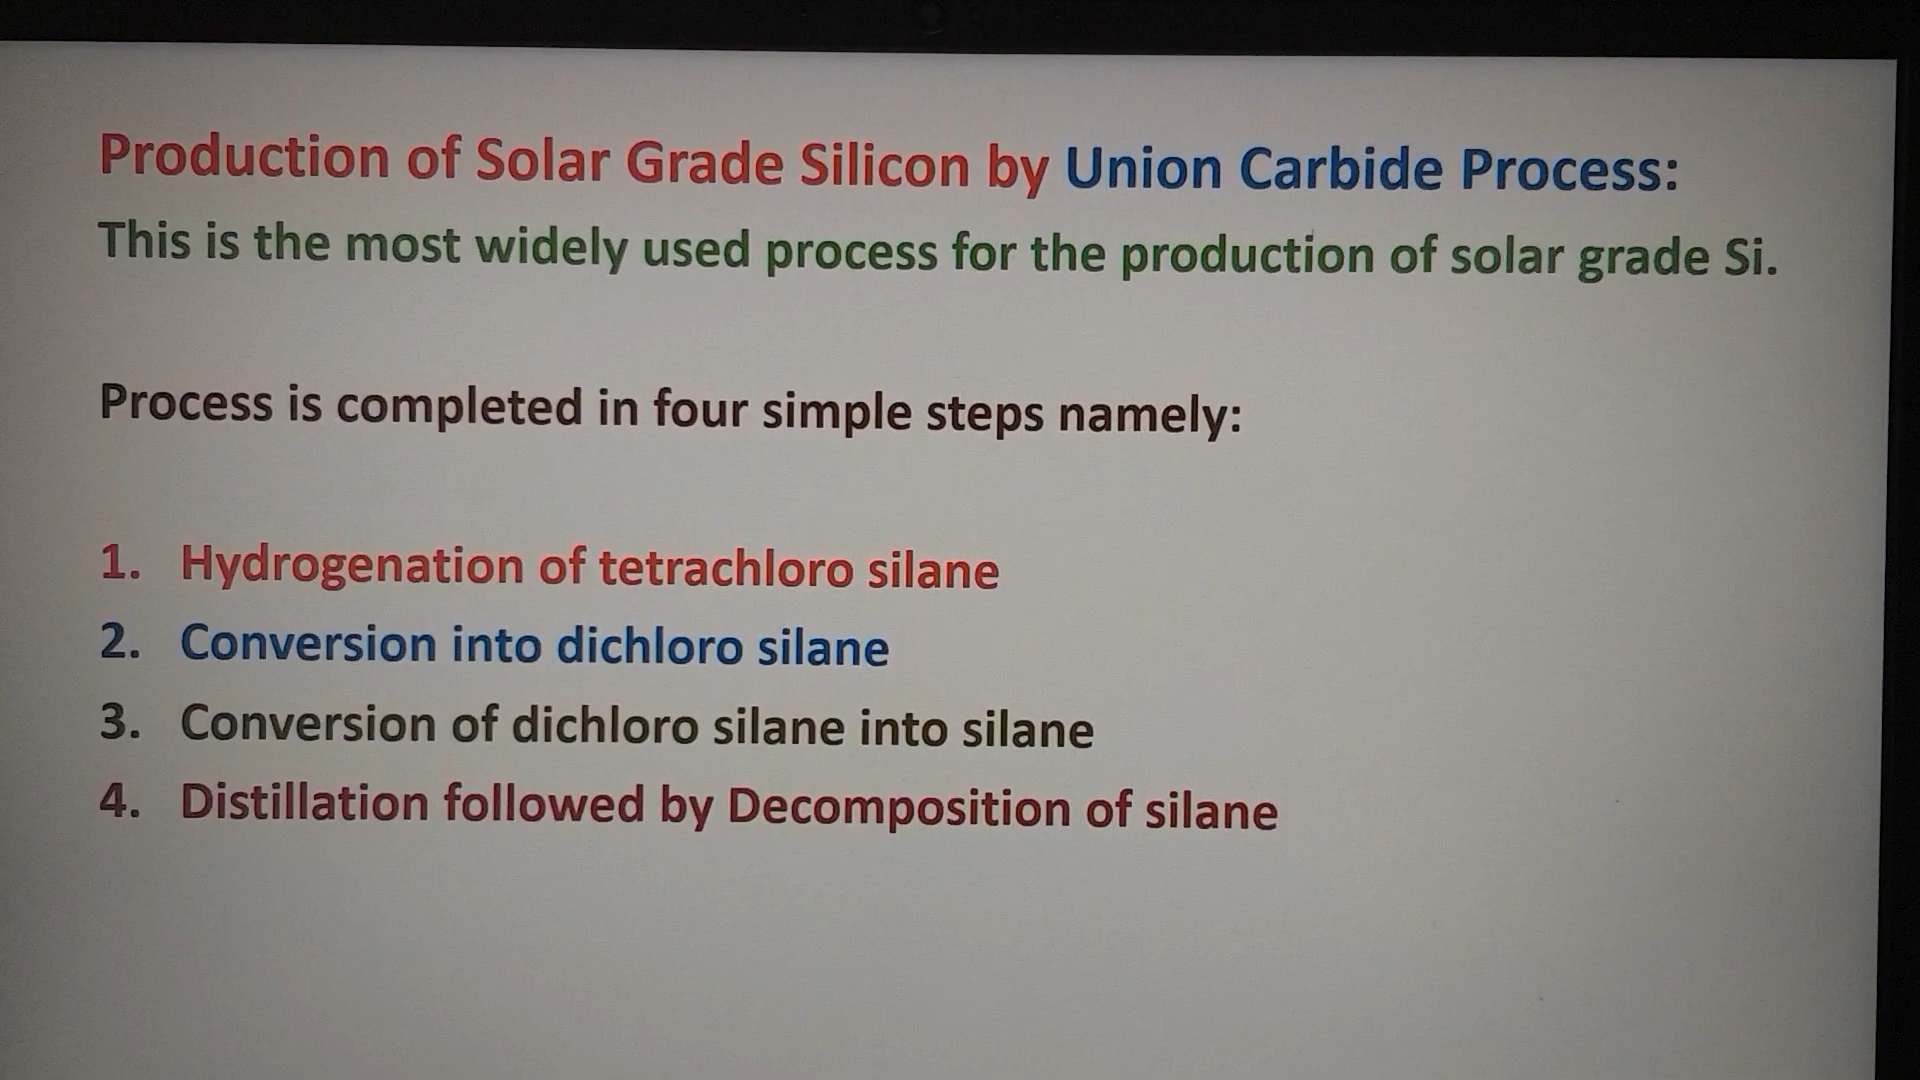 Production of Solar Grade Silicon by Union Carbide Process:
This is the most widely used process for the production of solar grade Si.
Process is completed in four simple steps namely:
1. Hydrogenation of tetrachloro silane
2. Conversion into dichloro silane
3. Conversion of dichloro silane into silane
4. Distillation followed by Decomposition of silane